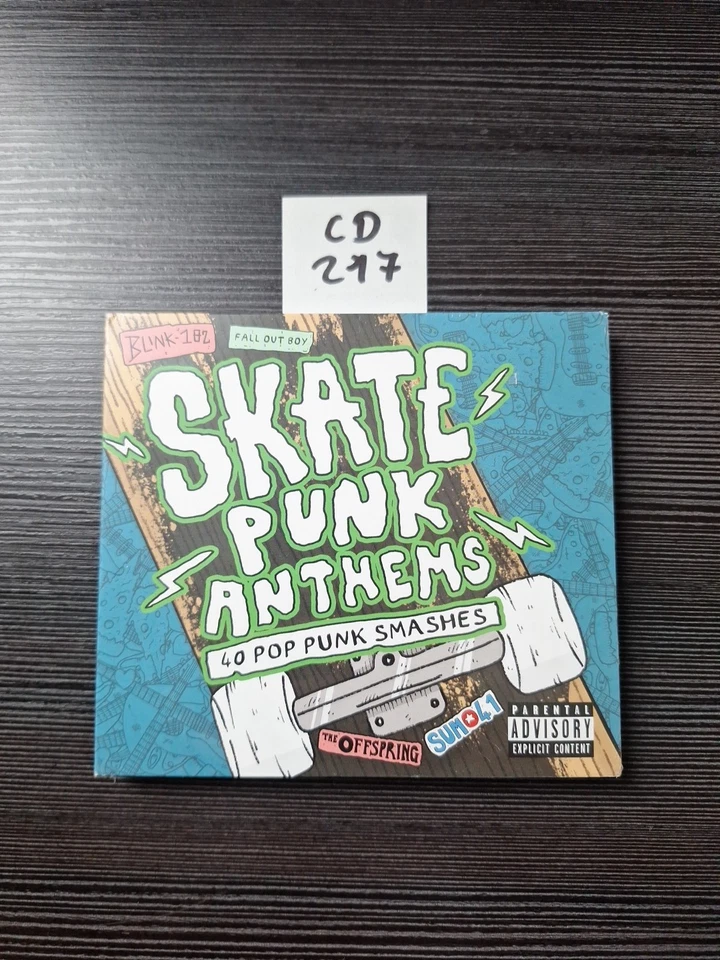 CD
217
BLINK-182
FALL OUT BOY
SKATE
PUNK
ANTHEMS
40 POP PUNK SMASHES
THE OFFSPRING
SUM 41
PARENTAL
ADVISORY
EXPLICIT CONTENT